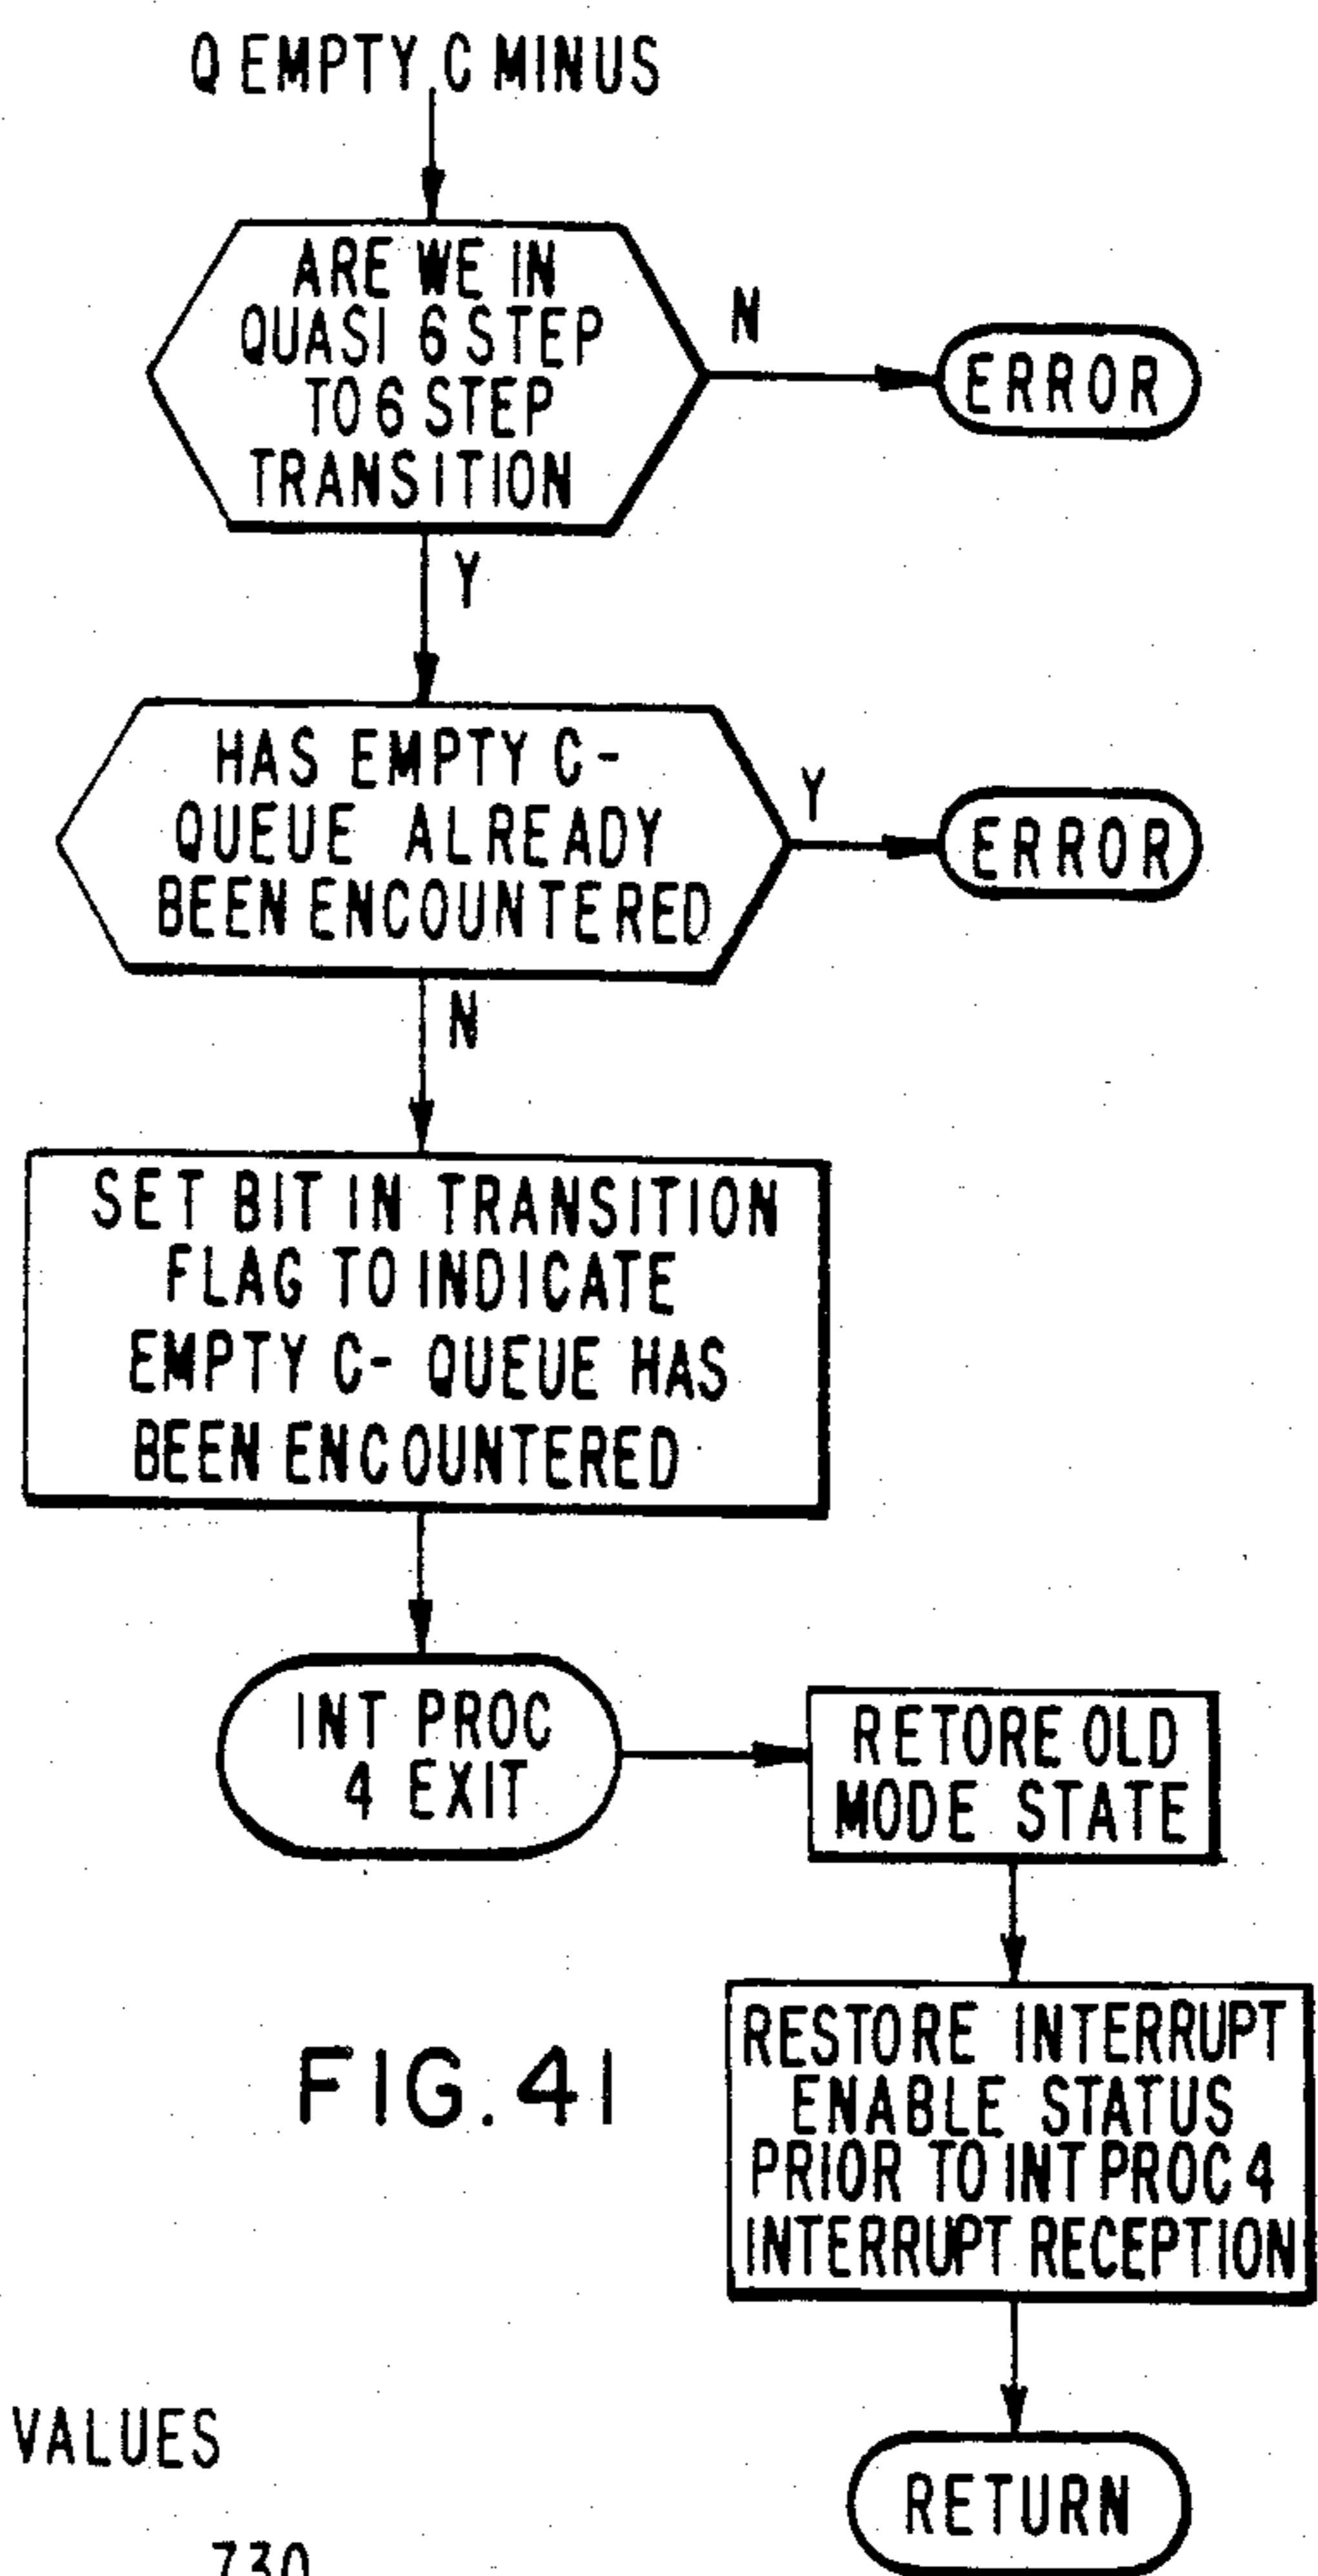 Q EMPTY C MINUS
ARE WE IN
QUASI 6 STEP
TO 6 STEP
TRANSITION
N
ERROR
Y
HAS EMPTY C-
QUEUE ALREADY
BEEN ENCOUNTERED
Y
ERROR
N
SET BIT IN TRANSITION
FLAG TO INDICATE
EMPTY C- QUEUE HAS
BEEN ENCOUNTERED
INT PROC
4 EXIT
RETORE OLD
MODE STATE
RESTORE INTERRUPT
ENABLE STATUS
PRIOR TO INT PROC 4
INTERRUPT RECEPTION
FIG. 41
RETURN
VALUES
730